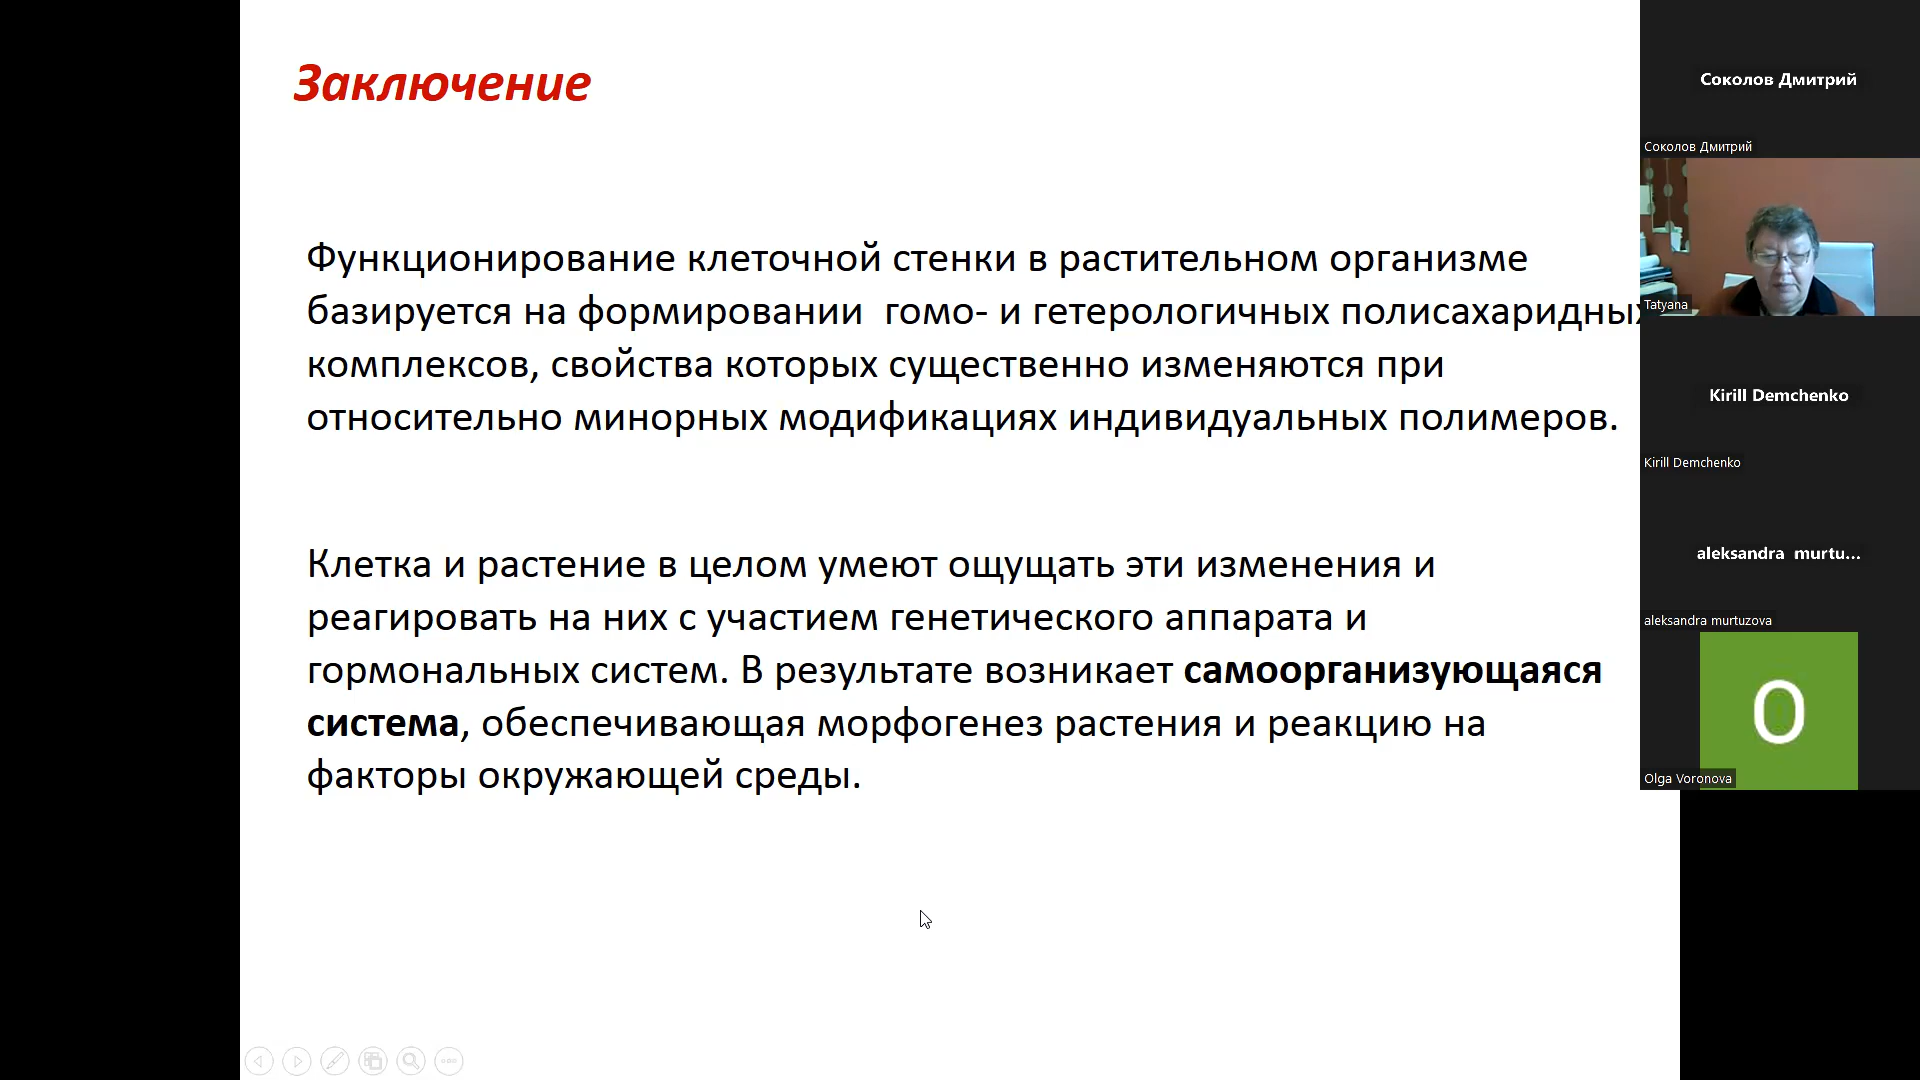 Заключение
Функционирование клеточной стенки в растительном организме
базируется на формировании гомо- и гетерологичных полисахаридных
комплексов, свойства которых существенно изменяются при
относительно минорных модификациях индивидуальных полимеров.
Клетка и растение в целом умеют ощущать эти изменения и
реагировать на них с участием генетического аппарата и
гормональных систем. В результате возникает самоорганизующаяся
система, обеспечивающая морфогенез растения и реакцию на
факторы окружающей среды.
Соколов Дмитрий
Соколов Дмитрий
Tatyana
Kirill Demchenko
Kirill Demchenko
aleksandra murtu...
aleksandra murtuzova
O
Olga Voronova